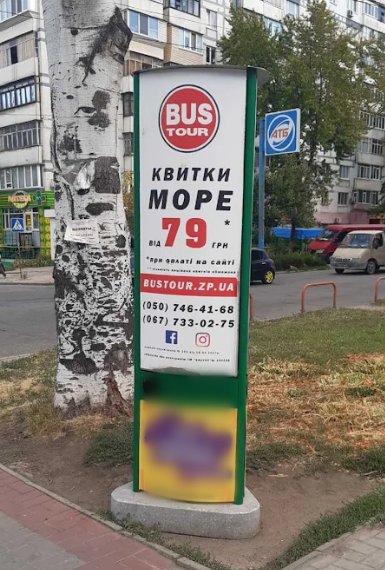 BUS
TOUR
КВИТКИ
МОРЕ
ВІД 79 ГРН *
*при оплаті на сайті
BUSTOUR.ZP.UA
(050) 746-41-68
(067) 733-02-75
АТБ